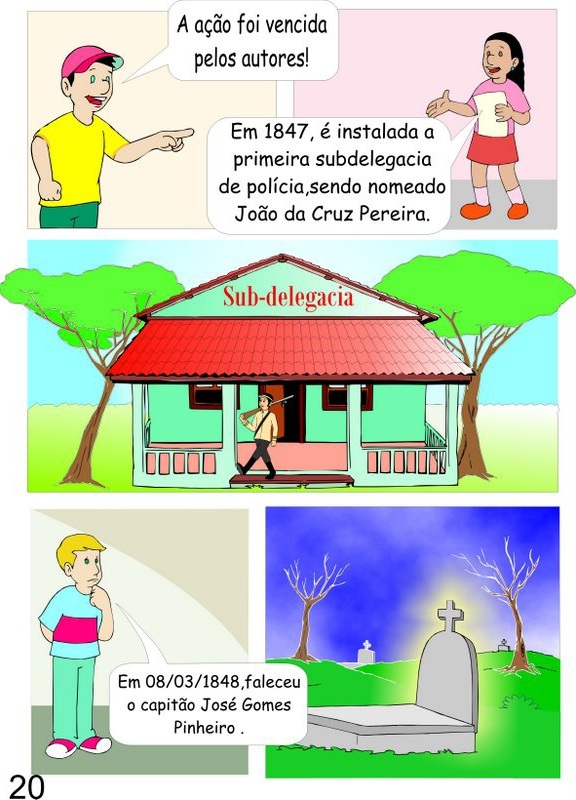 A ação foi vencida
pelos autores!
Em 1847, é instalada a
primeira subdelegacia
de polícia,sendo nomeado
João da Cruz Pereira.
Sub-delegacia
Em 08/03/1848,faleceu
o capitão José Gomes
Pinheiro .
20